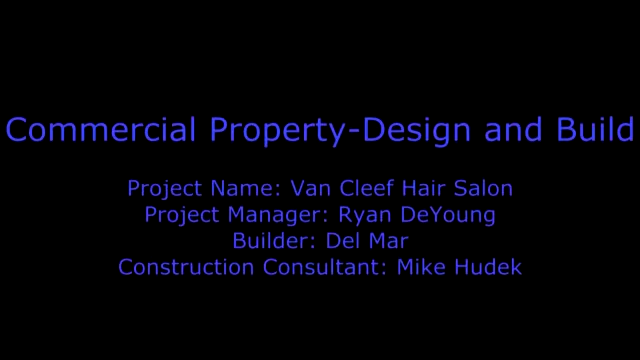 Commercial Property-Design and Build
Project Name: Van Cleef Hair Salon
Project Manager: Ryan DeYoung
Builder: Del Mar
Construction Consultant: Mike Hudek